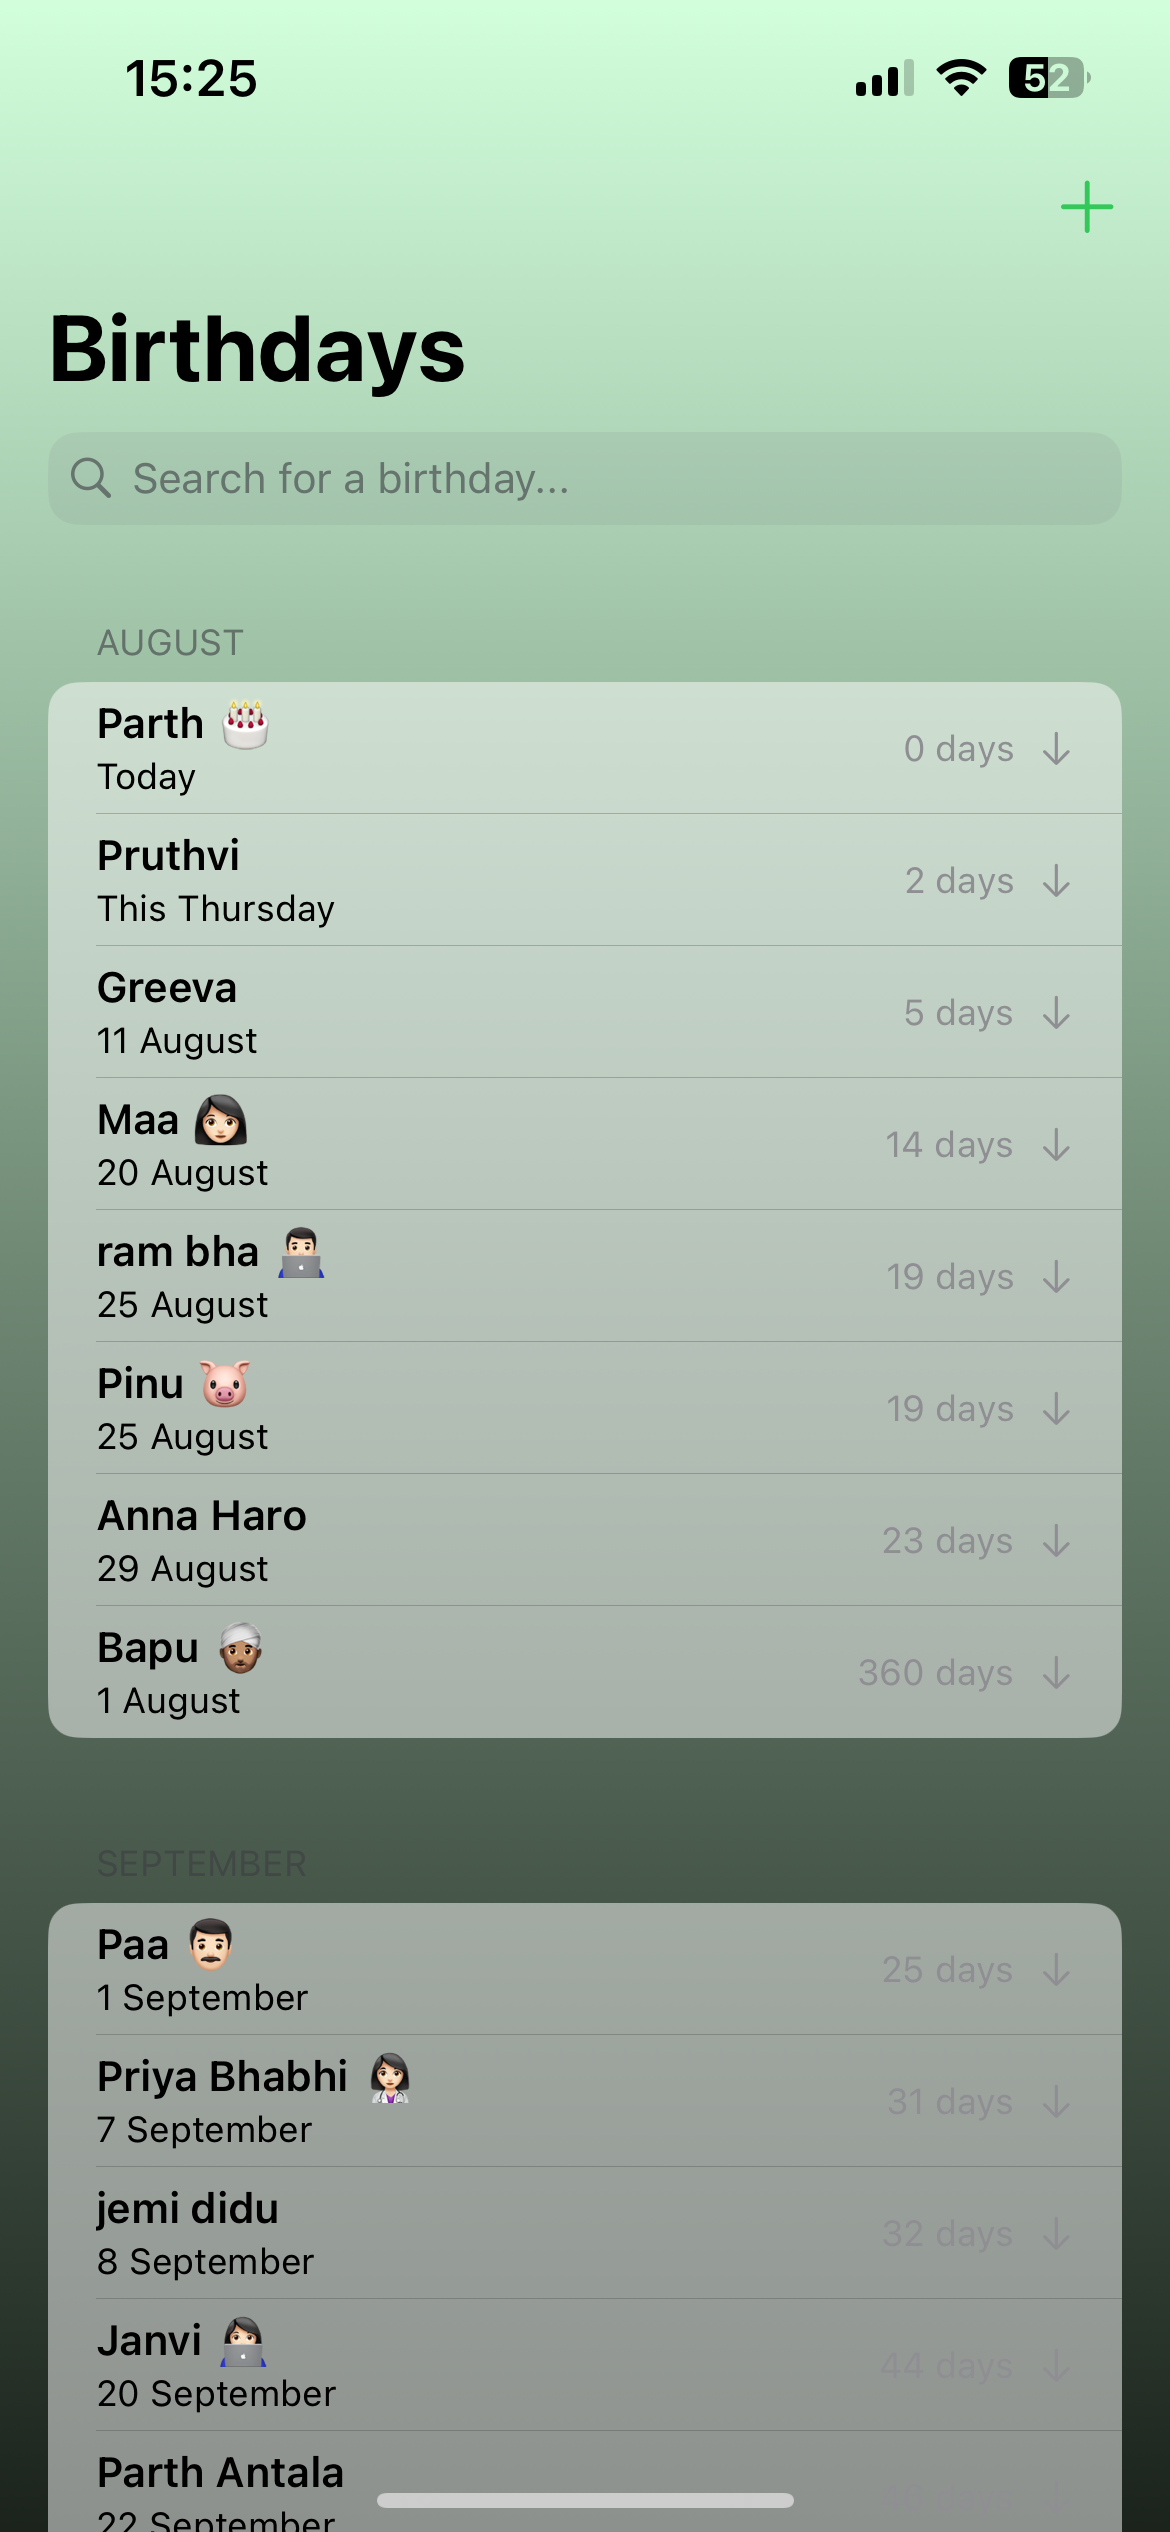 15:25
52
Birthdays
Search for a birthday...
AUGUST
Parth 🎂
Today
0 days
Pruthvi
This Thursday
2 days
Greeva
11 August
5 days
Maa 👩🏻
20 August
14 days
ram bha 👨🏻‍💻
25 August
19 days
Pinu 🐷
25 August
19 days
Anna Haro
29 August
23 days
Bapu 👳🏽‍♂️
1 August
360 days
SEPTEMBER
Paa 👨🏻
1 September
25 days
Priya Bhabhi 👩🏻‍⚕️
7 September
31 days
jemi didu
8 September
32 days
Janvi 👩🏻‍💻
20 September
44 days
Parth Antala
22 September